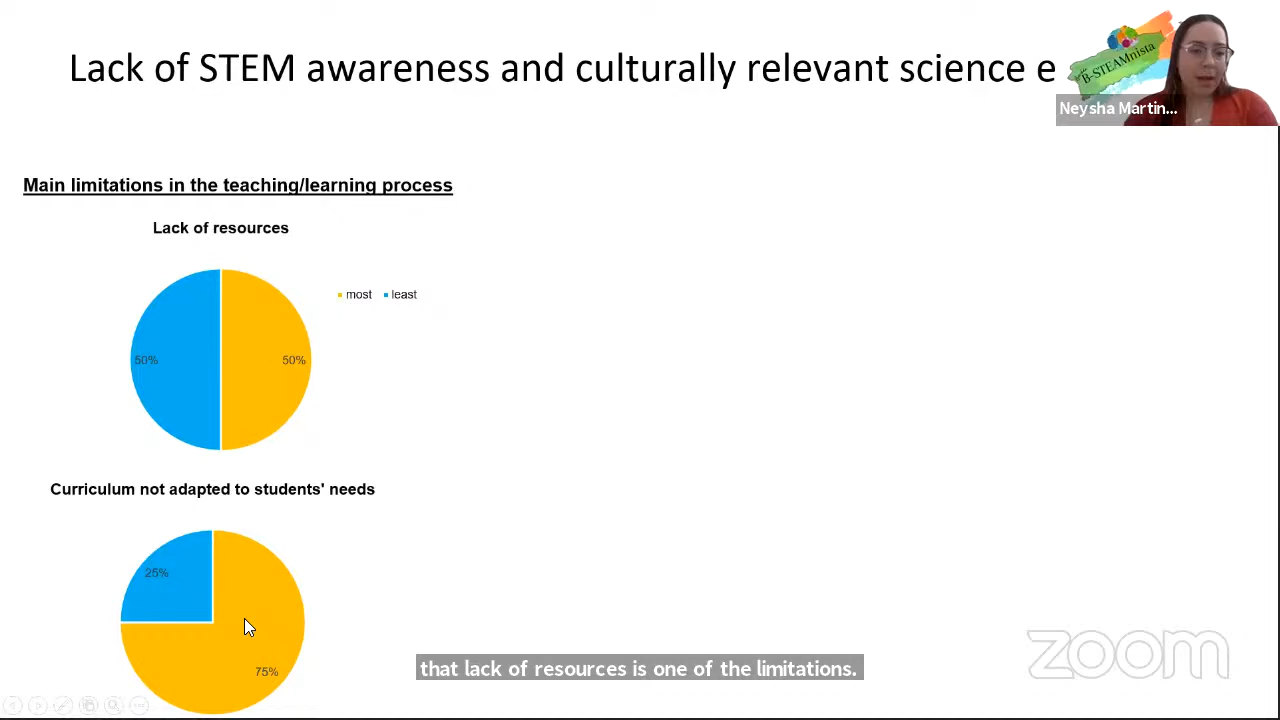 Lack of STEM awareness and culturally relevant science e
B-STEAMnista
Neysha Martin...
Main limitations in the teaching/learning process
Lack of resources
most least
50% 50%
Curriculum not adapted to students' needs
25%
75%
that lack of resources is one of the limitations.
zoom